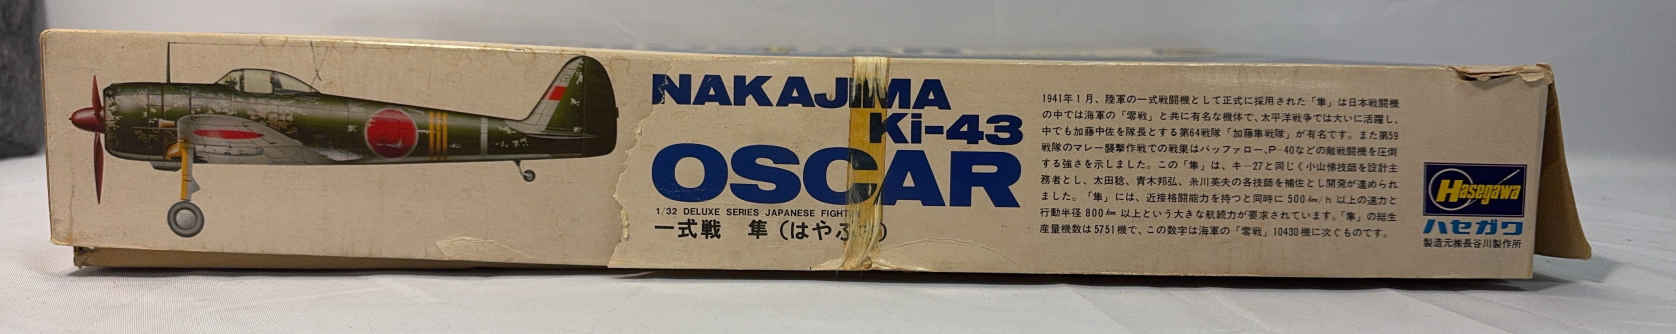 NAKAJIMA
Ki-43
OSCAR
1/32 DELUXE SERIES JAPANESE
一式戦 隼（はやぶさ）
1941年1月、陸軍の一式戦闘機として正式に採用された「隼」は日本戦闘機
の中では海軍の「零戦」と共に有名な機体で、太平洋戦争では大いに活躍し、
中でも加藤中佐を隊長とする第64戦隊「加藤隼戦隊」が有名です。また第59
戦隊のマレー襲撃作戦での戦果はバッファロー、P-40などの敵戦闘機を圧倒
する強さを示しました。この「隼」は、キ-27と同じく小山悌技師を設計主
務者とし、太田稔、青木邦弘、糸川英夫の各技師を補佐とし開発が進められ
ました。「隼」には、近接格闘能力を持つと同時に500km/h以上の速力と
行動半径800km以上という大きな航続力が要求されています。「隼」の総生
産量機数は5751機で、この数字は海軍の「零戦」10430機に次ぐものです。
Hasegawa
ハセガワ
製造元㈱長谷川製作所